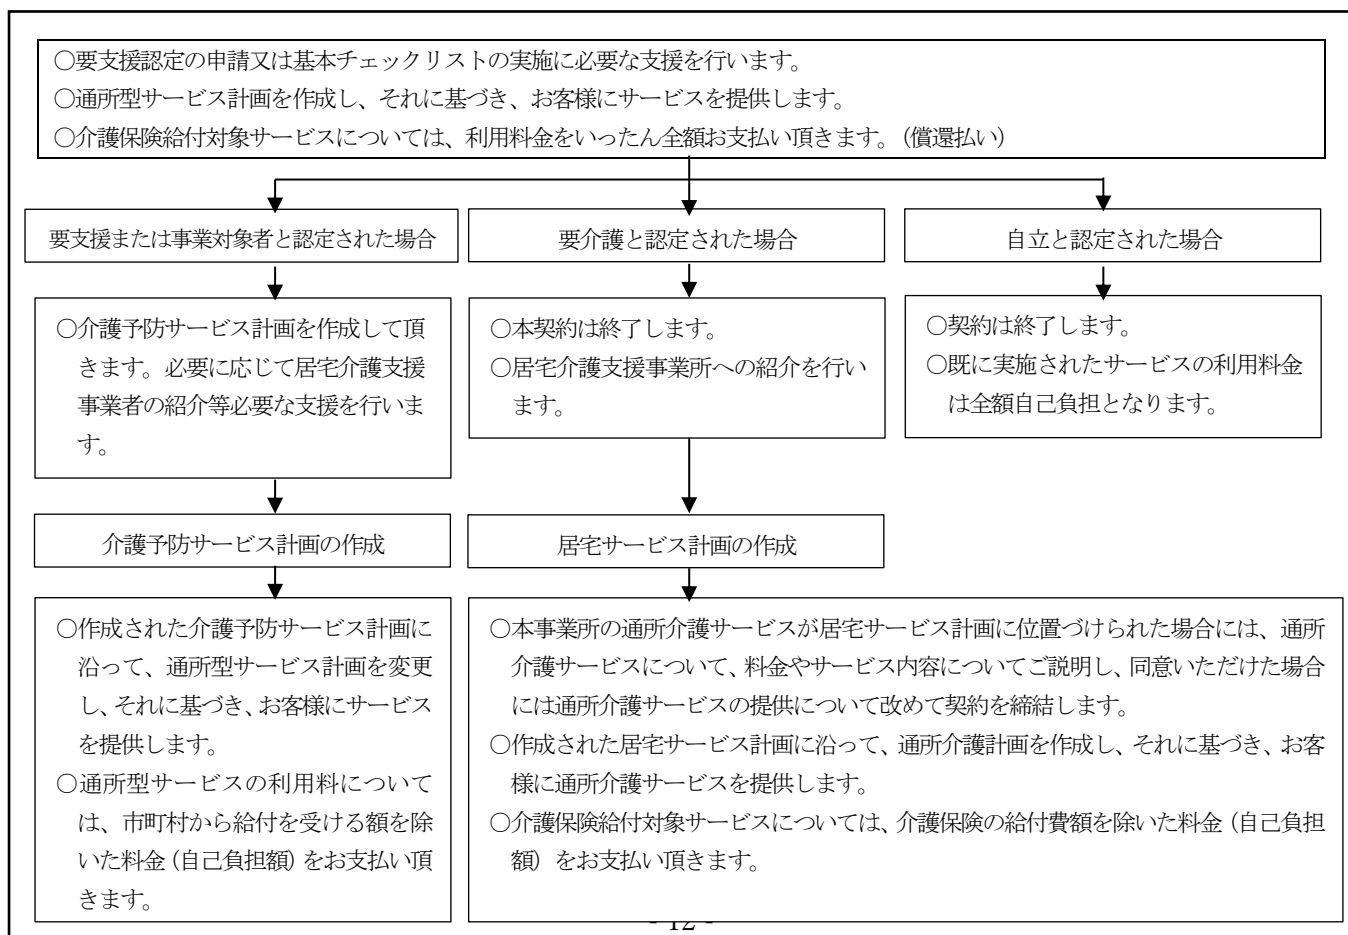 ○要支援認定の申請又は基本チェックリストの実施に必要な支援を行います。
○通所型サービス計画を作成し、それに基づき、お客様にサービスを提供します。
○介護保険給付対象サービスについては、利用料金をいったん全額お支払い頂きます。（償還払い）
要支援または事業対象者と認定された場合
要介護と認定された場合
自立と認定された場合
○介護予防サービス計画を作成して頂
きます。必要に応じて居宅介護支援
事業者の紹介等必要な支援を行いま
す。
○本契約は終了します。
○居宅介護支援事業所への紹介を行い
ます。
○契約は終了します。
○既に実施されたサービスの利用料金
は全額自己負担となります。
介護予防サービス計画の作成
居宅サービス計画の作成
○作成された介護予防サービス計画に
沿って、通所型サービス計画を変更
し、それに基づき、お客様にサービス
を提供します。
○通所型サービスの利用料について
は、市町村から給付を受ける額を除
いた料金（自己負担額）をお支払い頂
きます。
○本事業所の通所介護サービスが居宅サービス計画に位置づけられた場合には、通所
介護サービスについて、料金やサービス内容についてご説明し、同意いただけた場合
には通所介護サービスの提供について改めて契約を締結します。
○作成された居宅サービス計画に沿って、通所介護計画を作成し、それに基づき、お客
様に通所介護サービスを提供します。
○介護保険給付対象サービスについては、介護保険の給付費額を除いた料金（自己負担
額）をお支払い頂きます。
- 12 -